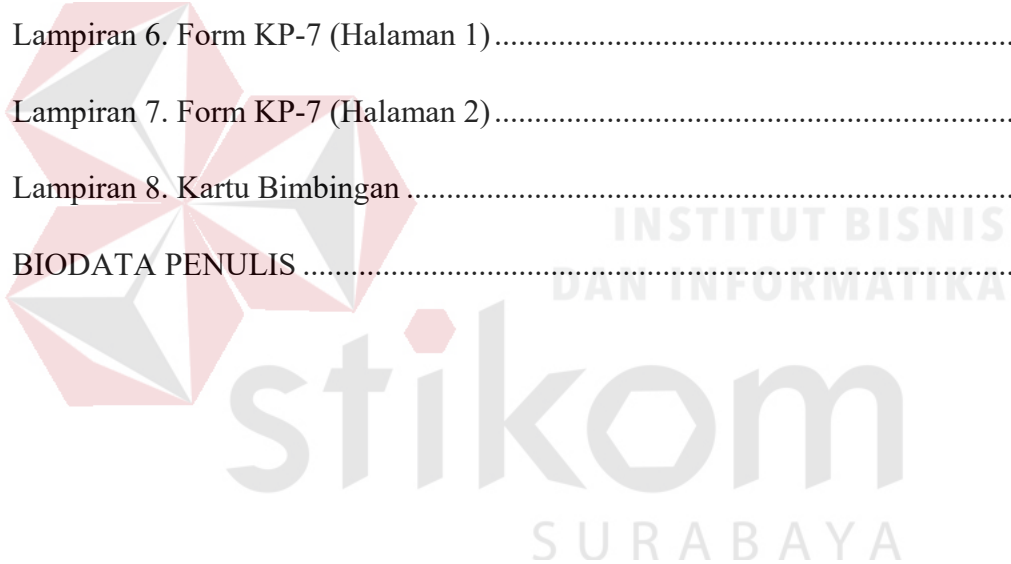 Lampiran 6. Form KP-7 (Halaman 1)..........................................................................
Lampiran 7. Form KP-7 (Halaman 2)..........................................................................
Lampiran 8. Kartu Bimbingan.....................................................................................
INSTITUT BISNIS
BIODATA PENULIS...................................................................................................
DAN INFORMATIKA
stikom
SURABAYA